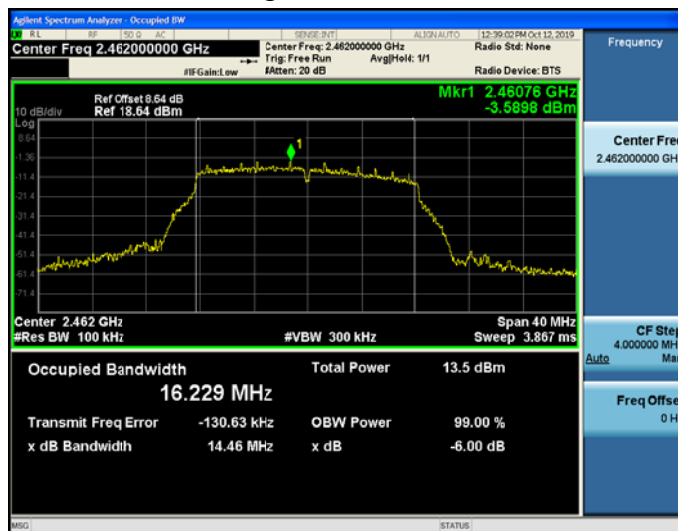 Agilent Spectrum Analyzer - Occupied BW
RL RF 50 Ω AC SENSE:INT ALIGN AUTO 12:39:02 PM Oct 12, 2019
Center Freq 2.462000000 GHz
Center Freq: 2.462000000 GHz
Radio Std: None
Trig: Free Run Avg|Hold: 1/1
#IFGain:Low #Atten: 20 dB Radio Device: BTS
Frequency
Ref Offset 8.64 dB
10 dB/div Ref 18.64 dBm
Mkr1 2.46076 GHz
-3.5898 dBm
Log
8.64
-1.36
-11.4
-21.4
-31.4
-41.4
-51.4
-61.4
-71.4
1
Center 2.462 GHz Span 40 MHz
#Res BW 100 kHz #VBW 300 kHz Sweep 3.867 ms
Occupied Bandwidth Total Power 13.5 dBm
16.229 MHz
Transmit Freq Error -130.63 kHz OBW Power 99.00 %
x dB Bandwidth 14.46 MHz x dB -6.00 dB
Center Fre
2.462000000 GH
CF Step
4.000000 MH
Auto Ma
Freq Offse
0 H
MSG STATUS